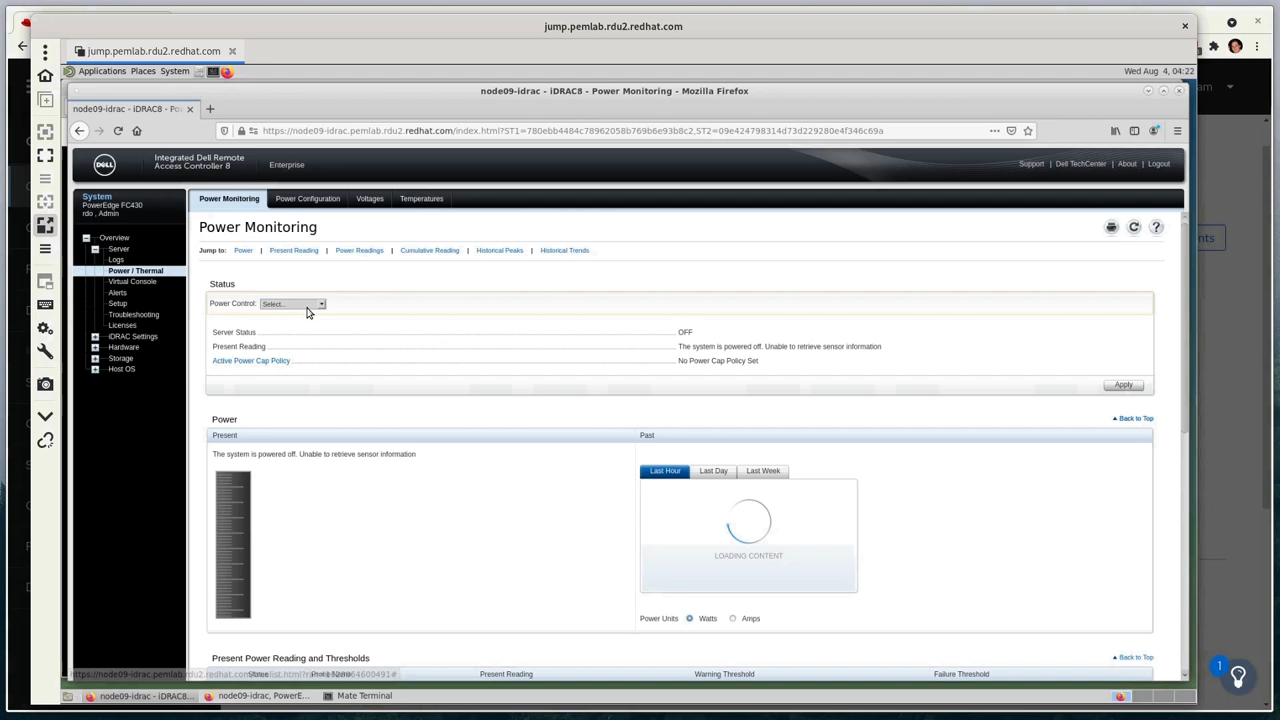 jump.pemlab.rdu2.redhat.com
jump.pemlab.rdu2.redhat.com
Applications Places System
Wed Aug 4, 04:22
node09-idrac - iDRAC8 - Power Monitoring - Mozilla Firefox
node09-idrac - iDRAC8 - Po
https://node09-idrac.pemlab.rdu2.redhat.com/index.html?ST1=780ebb4484c78962058b769b6e93b8c2,ST2=09e424798314d73d229280e4f346c69a
DELL
Integrated Dell Remote
Access Controller 8
Enterprise
Support | Dell TechCenter | About | Logout
System
PowerEdge FC430
rdo , Admin
Power Monitoring Power Configuration Voltages Temperatures
Overview
Server
Logs
Power / Thermal
Virtual Console
Alerts
Setup
Troubleshooting
Licenses
iDRAC Settings
Hardware
Storage
Host OS
Power Monitoring
Jump to: Power | Present Reading | Power Readings | Cumulative Reading | Historical Peaks | Historical Trends
Status
Power Control: Select...
Server Status OFF
Present Reading The system is powered off. Unable to retrieve sensor information
Active Power Cap Policy No Power Cap Policy Set
Apply
Power
Back to Top
Present
Past
The system is powered off. Unable to retrieve sensor information
Last Hour Last Day Last Week
LOADING CONTENT
Power Units Watts Amps
Present Power Reading and Thresholds
Back to Top
Present Reading Warning Threshold Failure Threshold
node09-idrac - iDRAC8...
node09-idrac, PowerE...
Mate Terminal
1